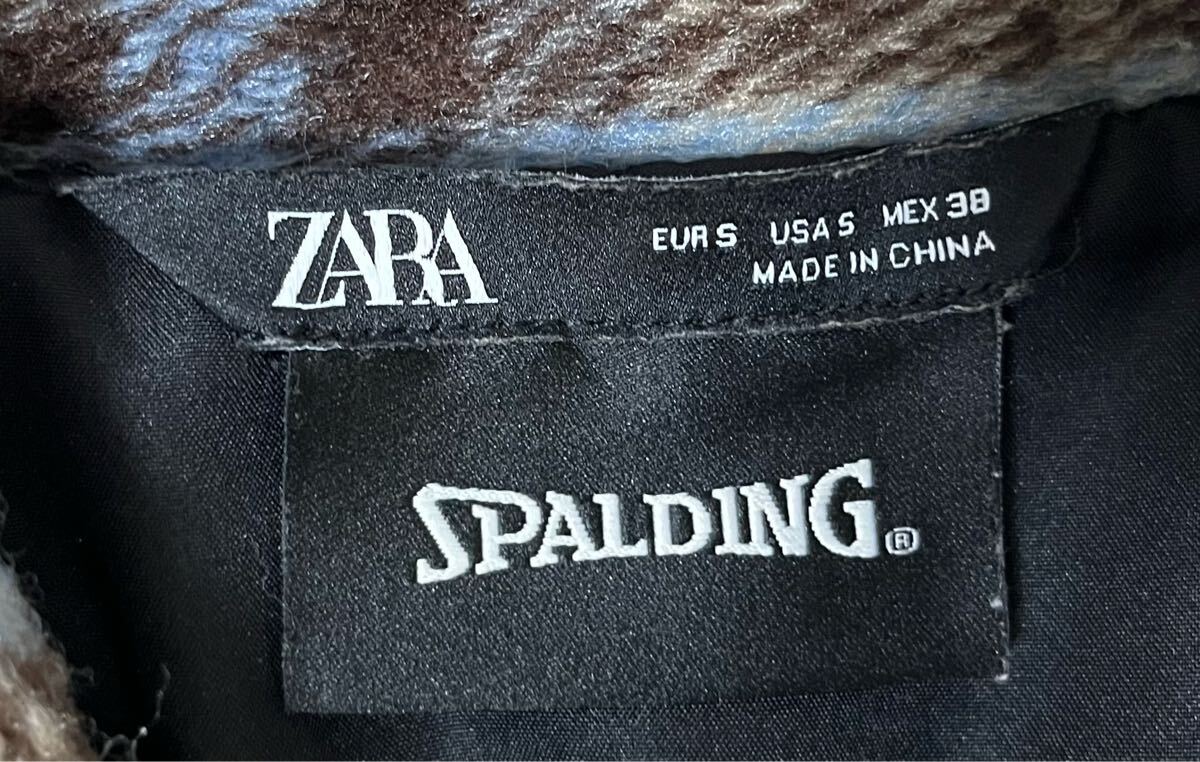 ZARA
EUR S USA S MEX 38
MADE IN CHINA
SPALDING®